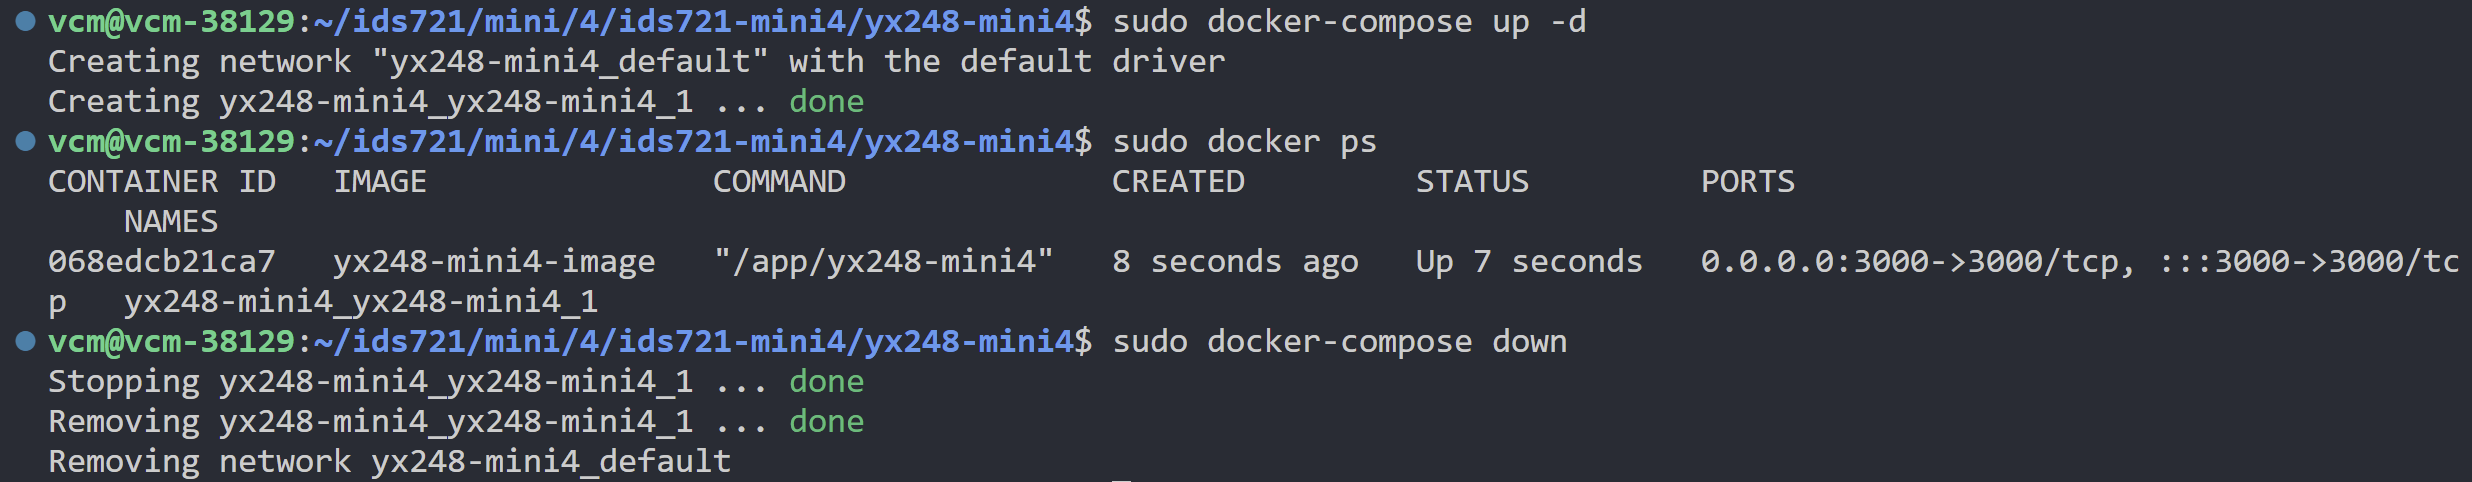 vcm@vcm-38129:~/ids721/mini/4/ids721-mini4/yx248-mini4$ sudo docker-compose up -d
Creating network "yx248-mini4_default" with the default driver
Creating yx248-mini4_yx248-mini4_1 ... done
vcm@vcm-38129:~/ids721/mini/4/ids721-mini4/yx248-mini4$ sudo docker ps
CONTAINER ID   IMAGE               COMMAND              CREATED         STATUS         PORTS
    NAMES
068edcb21ca7   yx248-mini4-image   "/app/yx248-mini4"   8 seconds ago   Up 7 seconds   0.0.0.0:3000->3000/tcp, :::3000->3000/tc
p   yx248-mini4_yx248-mini4_1
vcm@vcm-38129:~/ids721/mini/4/ids721-mini4/yx248-mini4$ sudo docker-compose down
Stopping yx248-mini4_yx248-mini4_1 ... done
Removing yx248-mini4_yx248-mini4_1 ... done
Removing network yx248-mini4_default